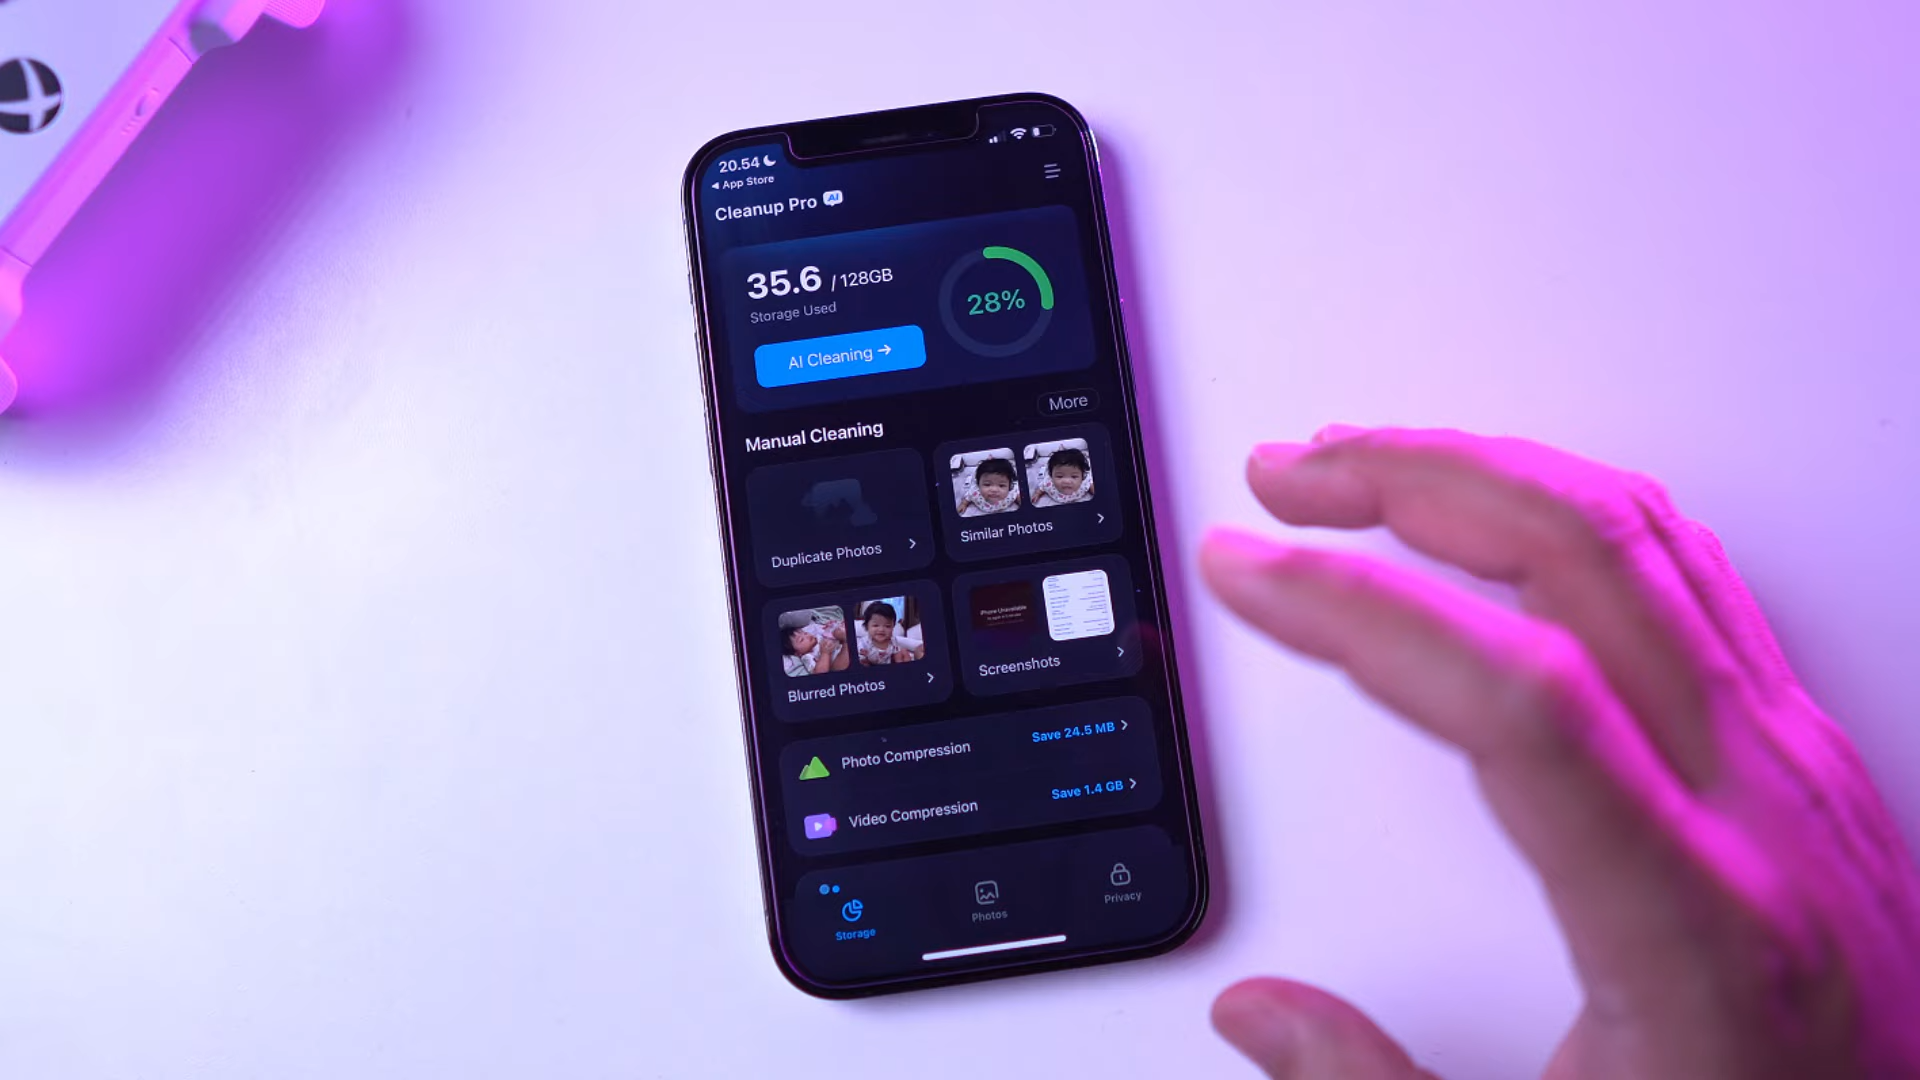 20.54
◀ App Store
Cleanup Pro AI
35.6 / 128GB
Storage Used
28%
AI Cleaning →
More
Manual Cleaning
Duplicate Photos
Similar Photos
iPhone Unavailable
Blurred Photos
Screenshots
Photo Compression
Save 24.5 MB
Video Compression
Save 1.4 GB
Storage
Photos
Privacy